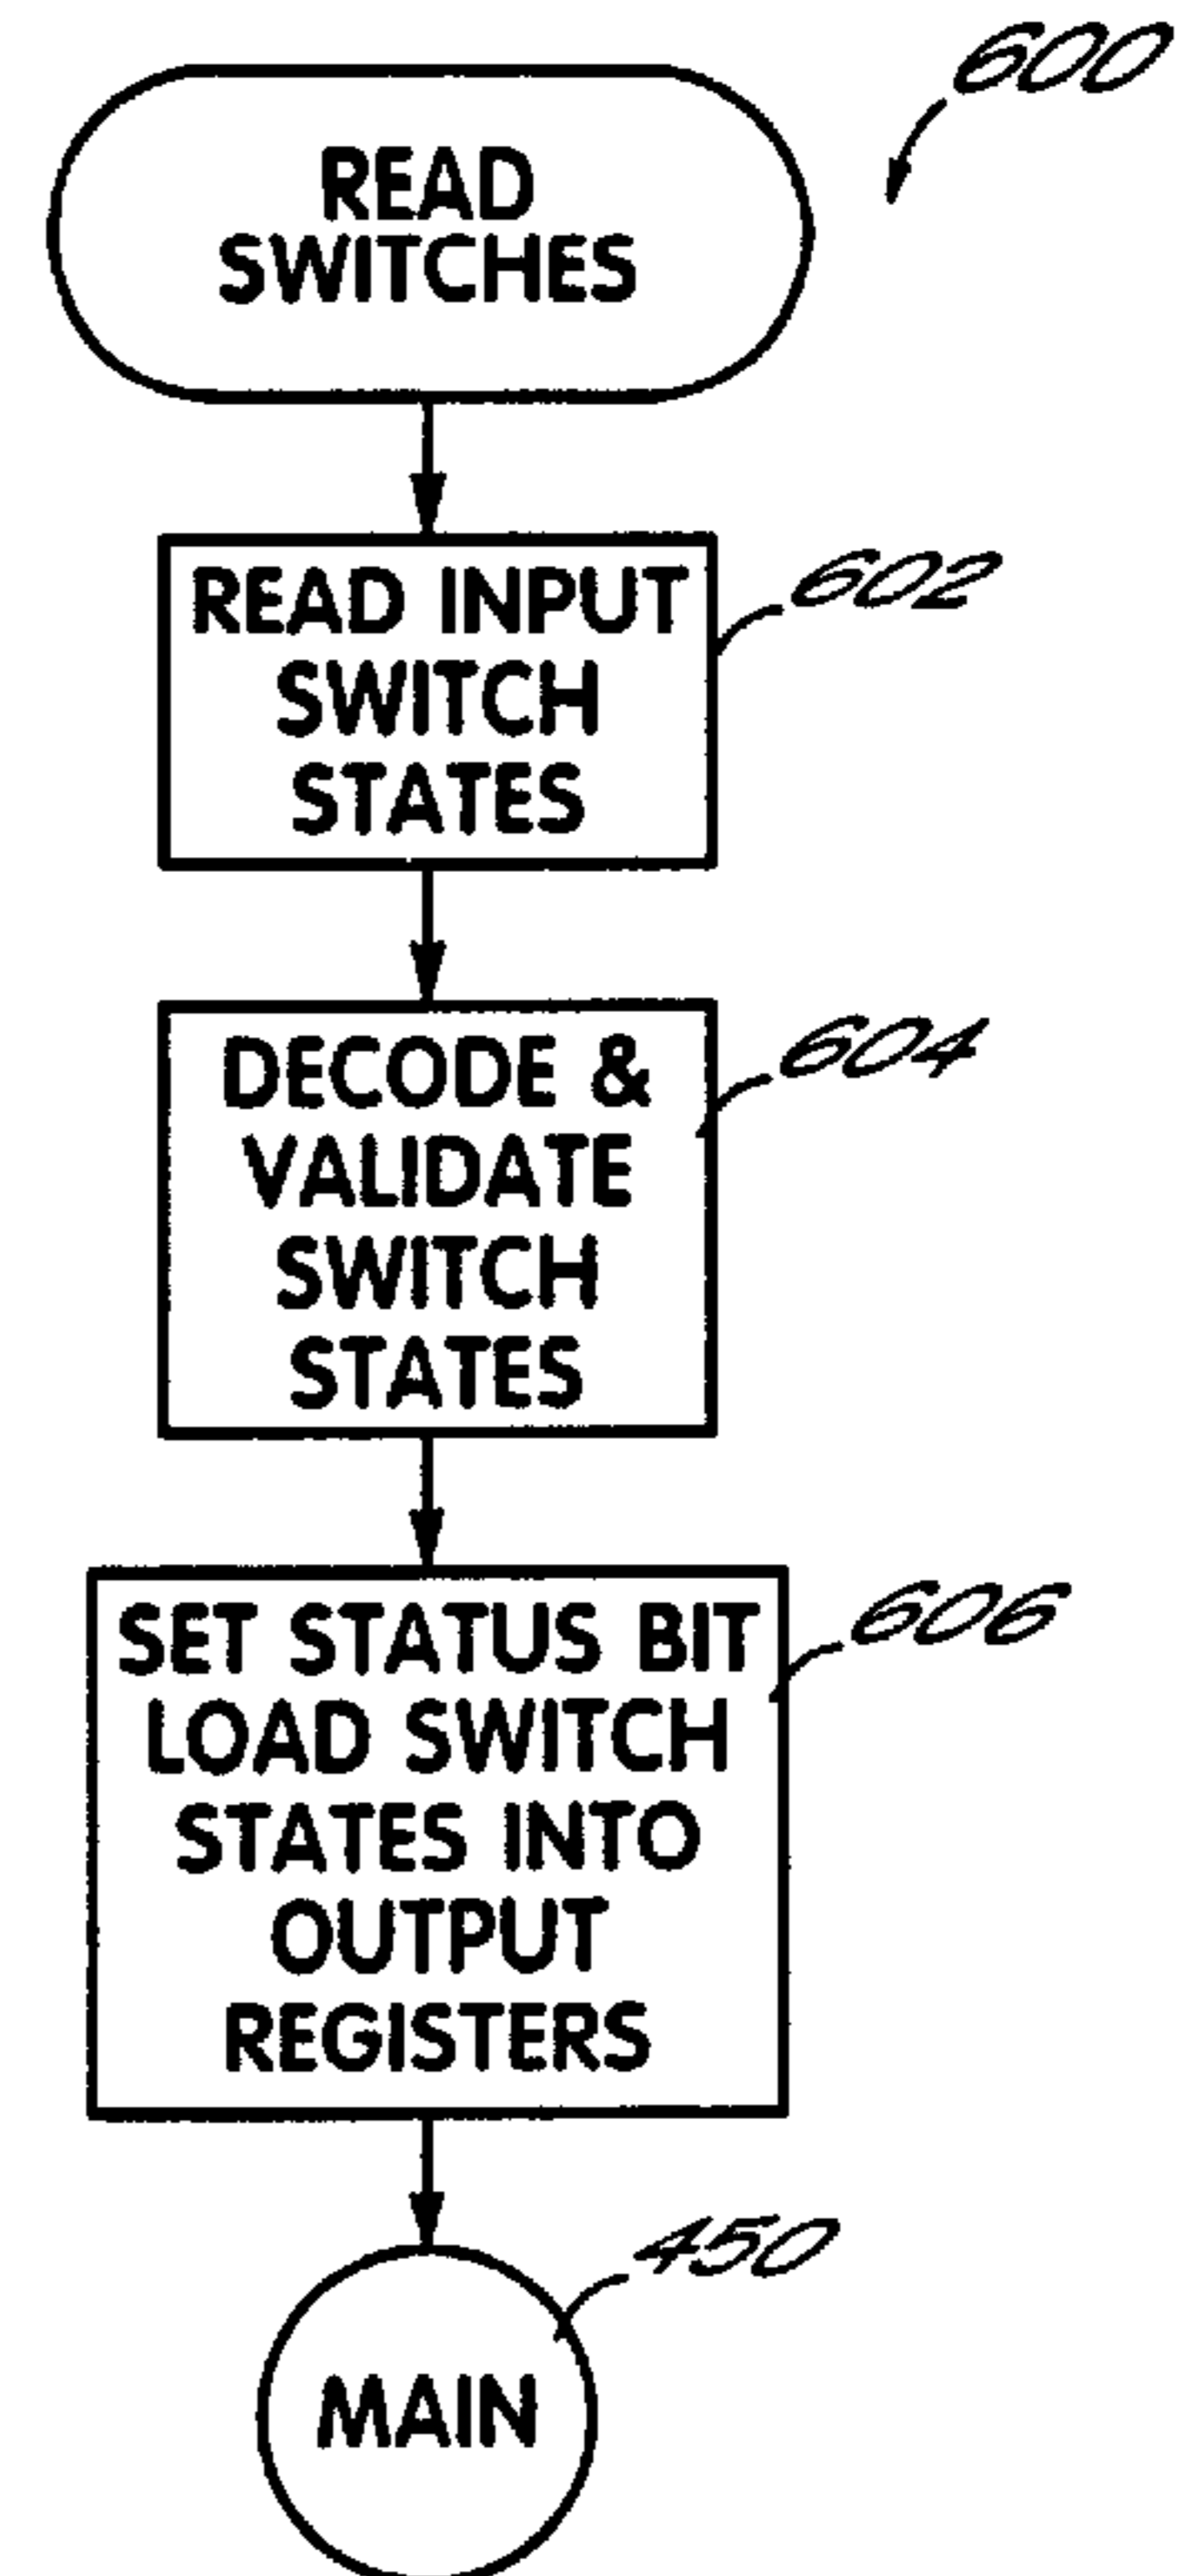 600
READ
SWITCHES
READ INPUT
SWITCH
STATES
602
DECODE &
VALIDATE
SWITCH
STATES
604
SET STATUS BIT
LOAD SWITCH
STATES INTO
OUTPUT
REGISTERS
606
MAIN
450